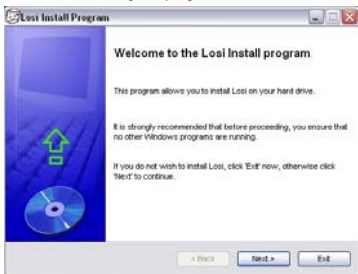 Losi Install Program
Welcome to the Losi Install program
This program allows you to install Losi on your hard drive.
It is strongly recommended that before proceeding, you ensure that
no other Windows programs are running.
If you do not wish to install Losi, click 'Exit' now, otherwise click
'Next' to continue.
< Back Next > Exit